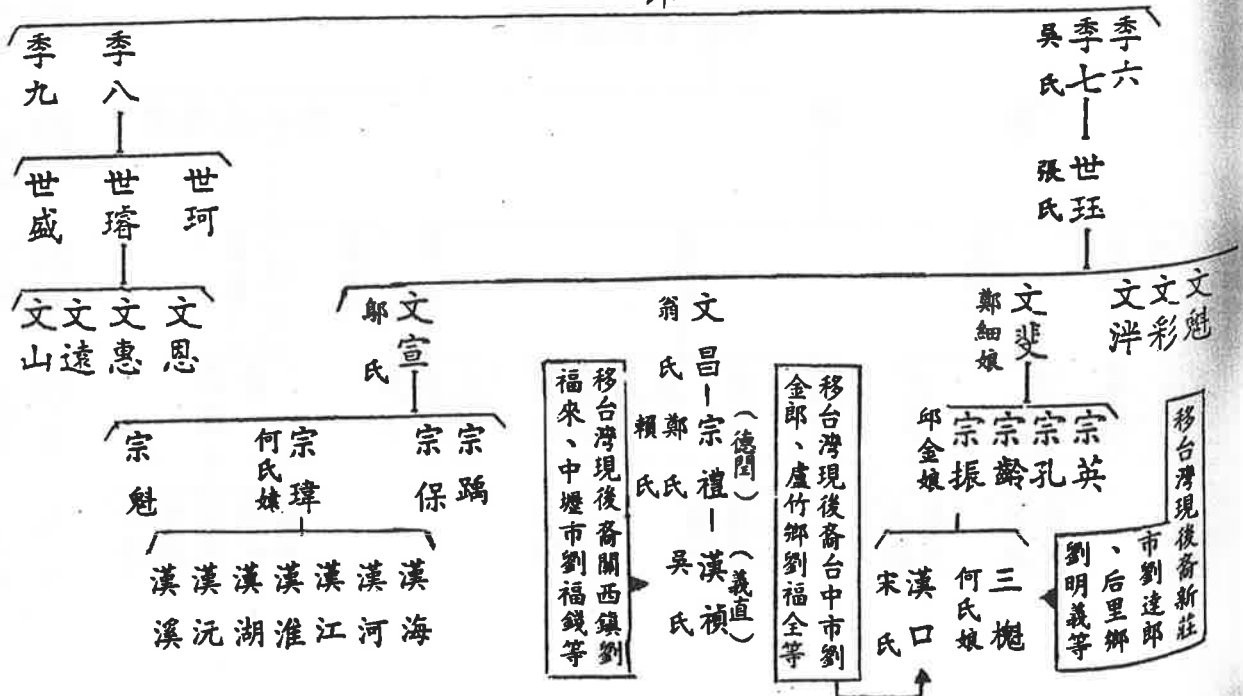 季六
季七
吳氏
季八
季九
世珏
張氏
世珂
世璿
世盛
文魁
文彩
文泮
文斐
鄭細娘
文昌
翁氏
文宣
鄔氏
文恩
文惠
文遠
文山
宗英
宗孔
宗齡
宗振
邱金娘
宗禮
(德閏)
鄭氏
賴氏
宗踽
宗保
宗瑋
何氏娘
宗魁
移台灣現後裔新莊
市劉達郎
、后里鄉
劉明義等
三槐
何氏娘
漢口
宋氏
移台灣現後裔台中市劉
金郎、盧竹鄉劉福全等
漢禎
(義直)
吳氏
移台灣現後裔關西鎮劉
福來、中壢市劉福錢等
漢海
漢河
漢江
漢淮
漢湖
漢沅
漢溪